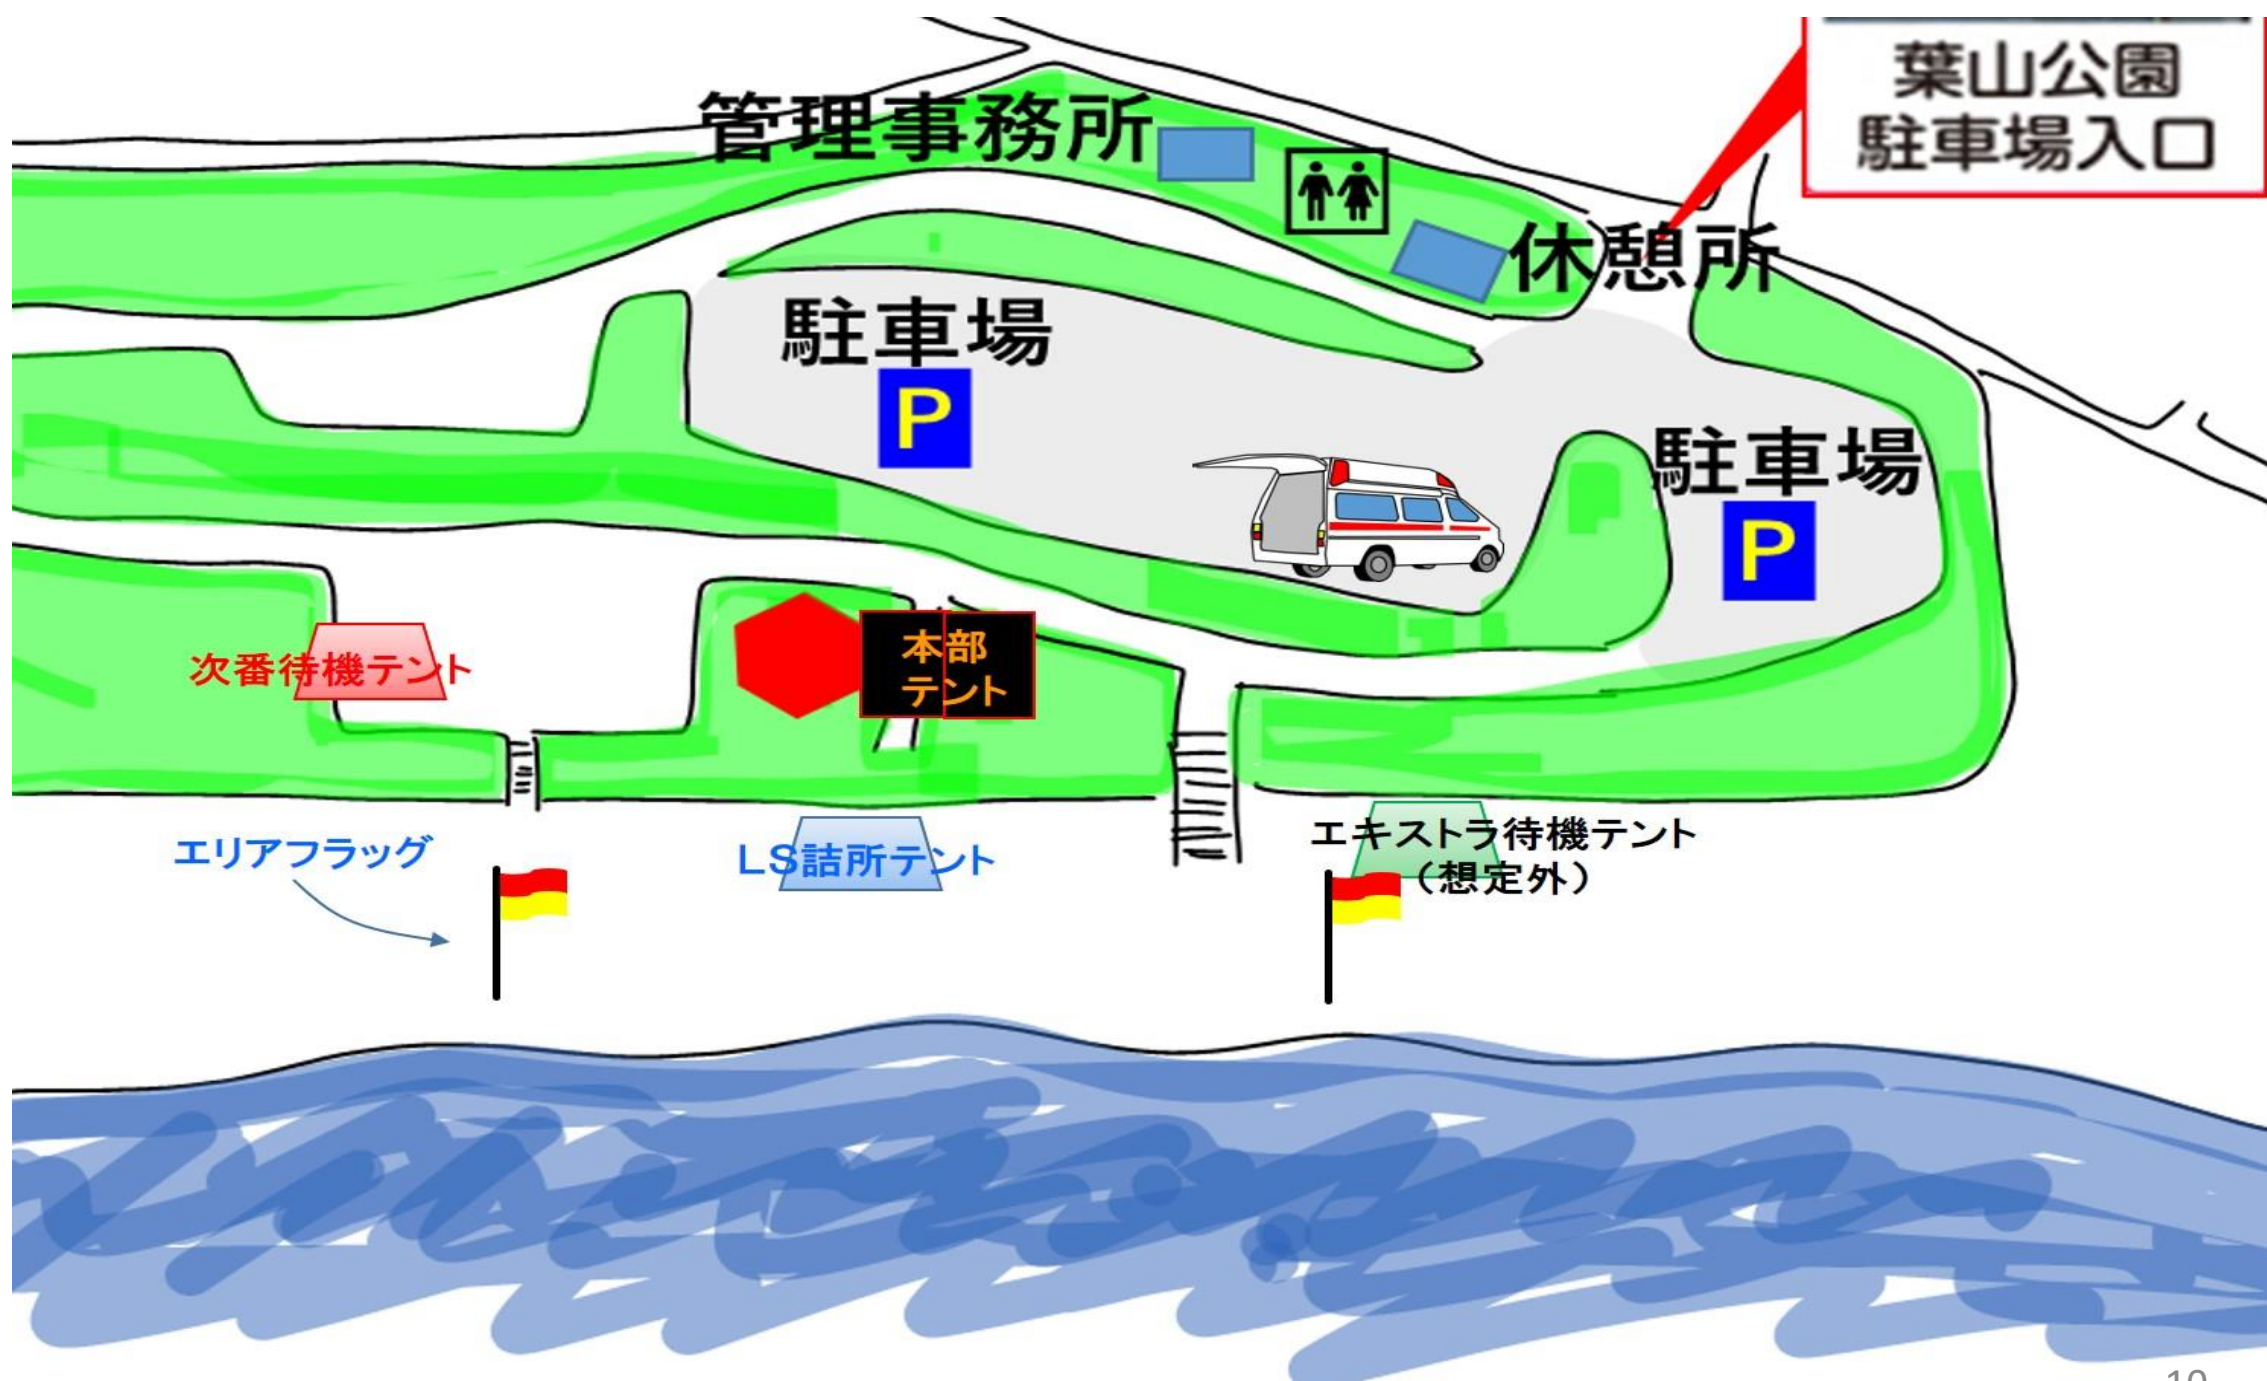 葉山公園
駐車場入口
管理事務所
休憩所
駐車場
P
駐車場
P
本部
テント
次番待機テント
エリアフラッグ
LS詰所テント
エキストラ待機テント
（想定外）